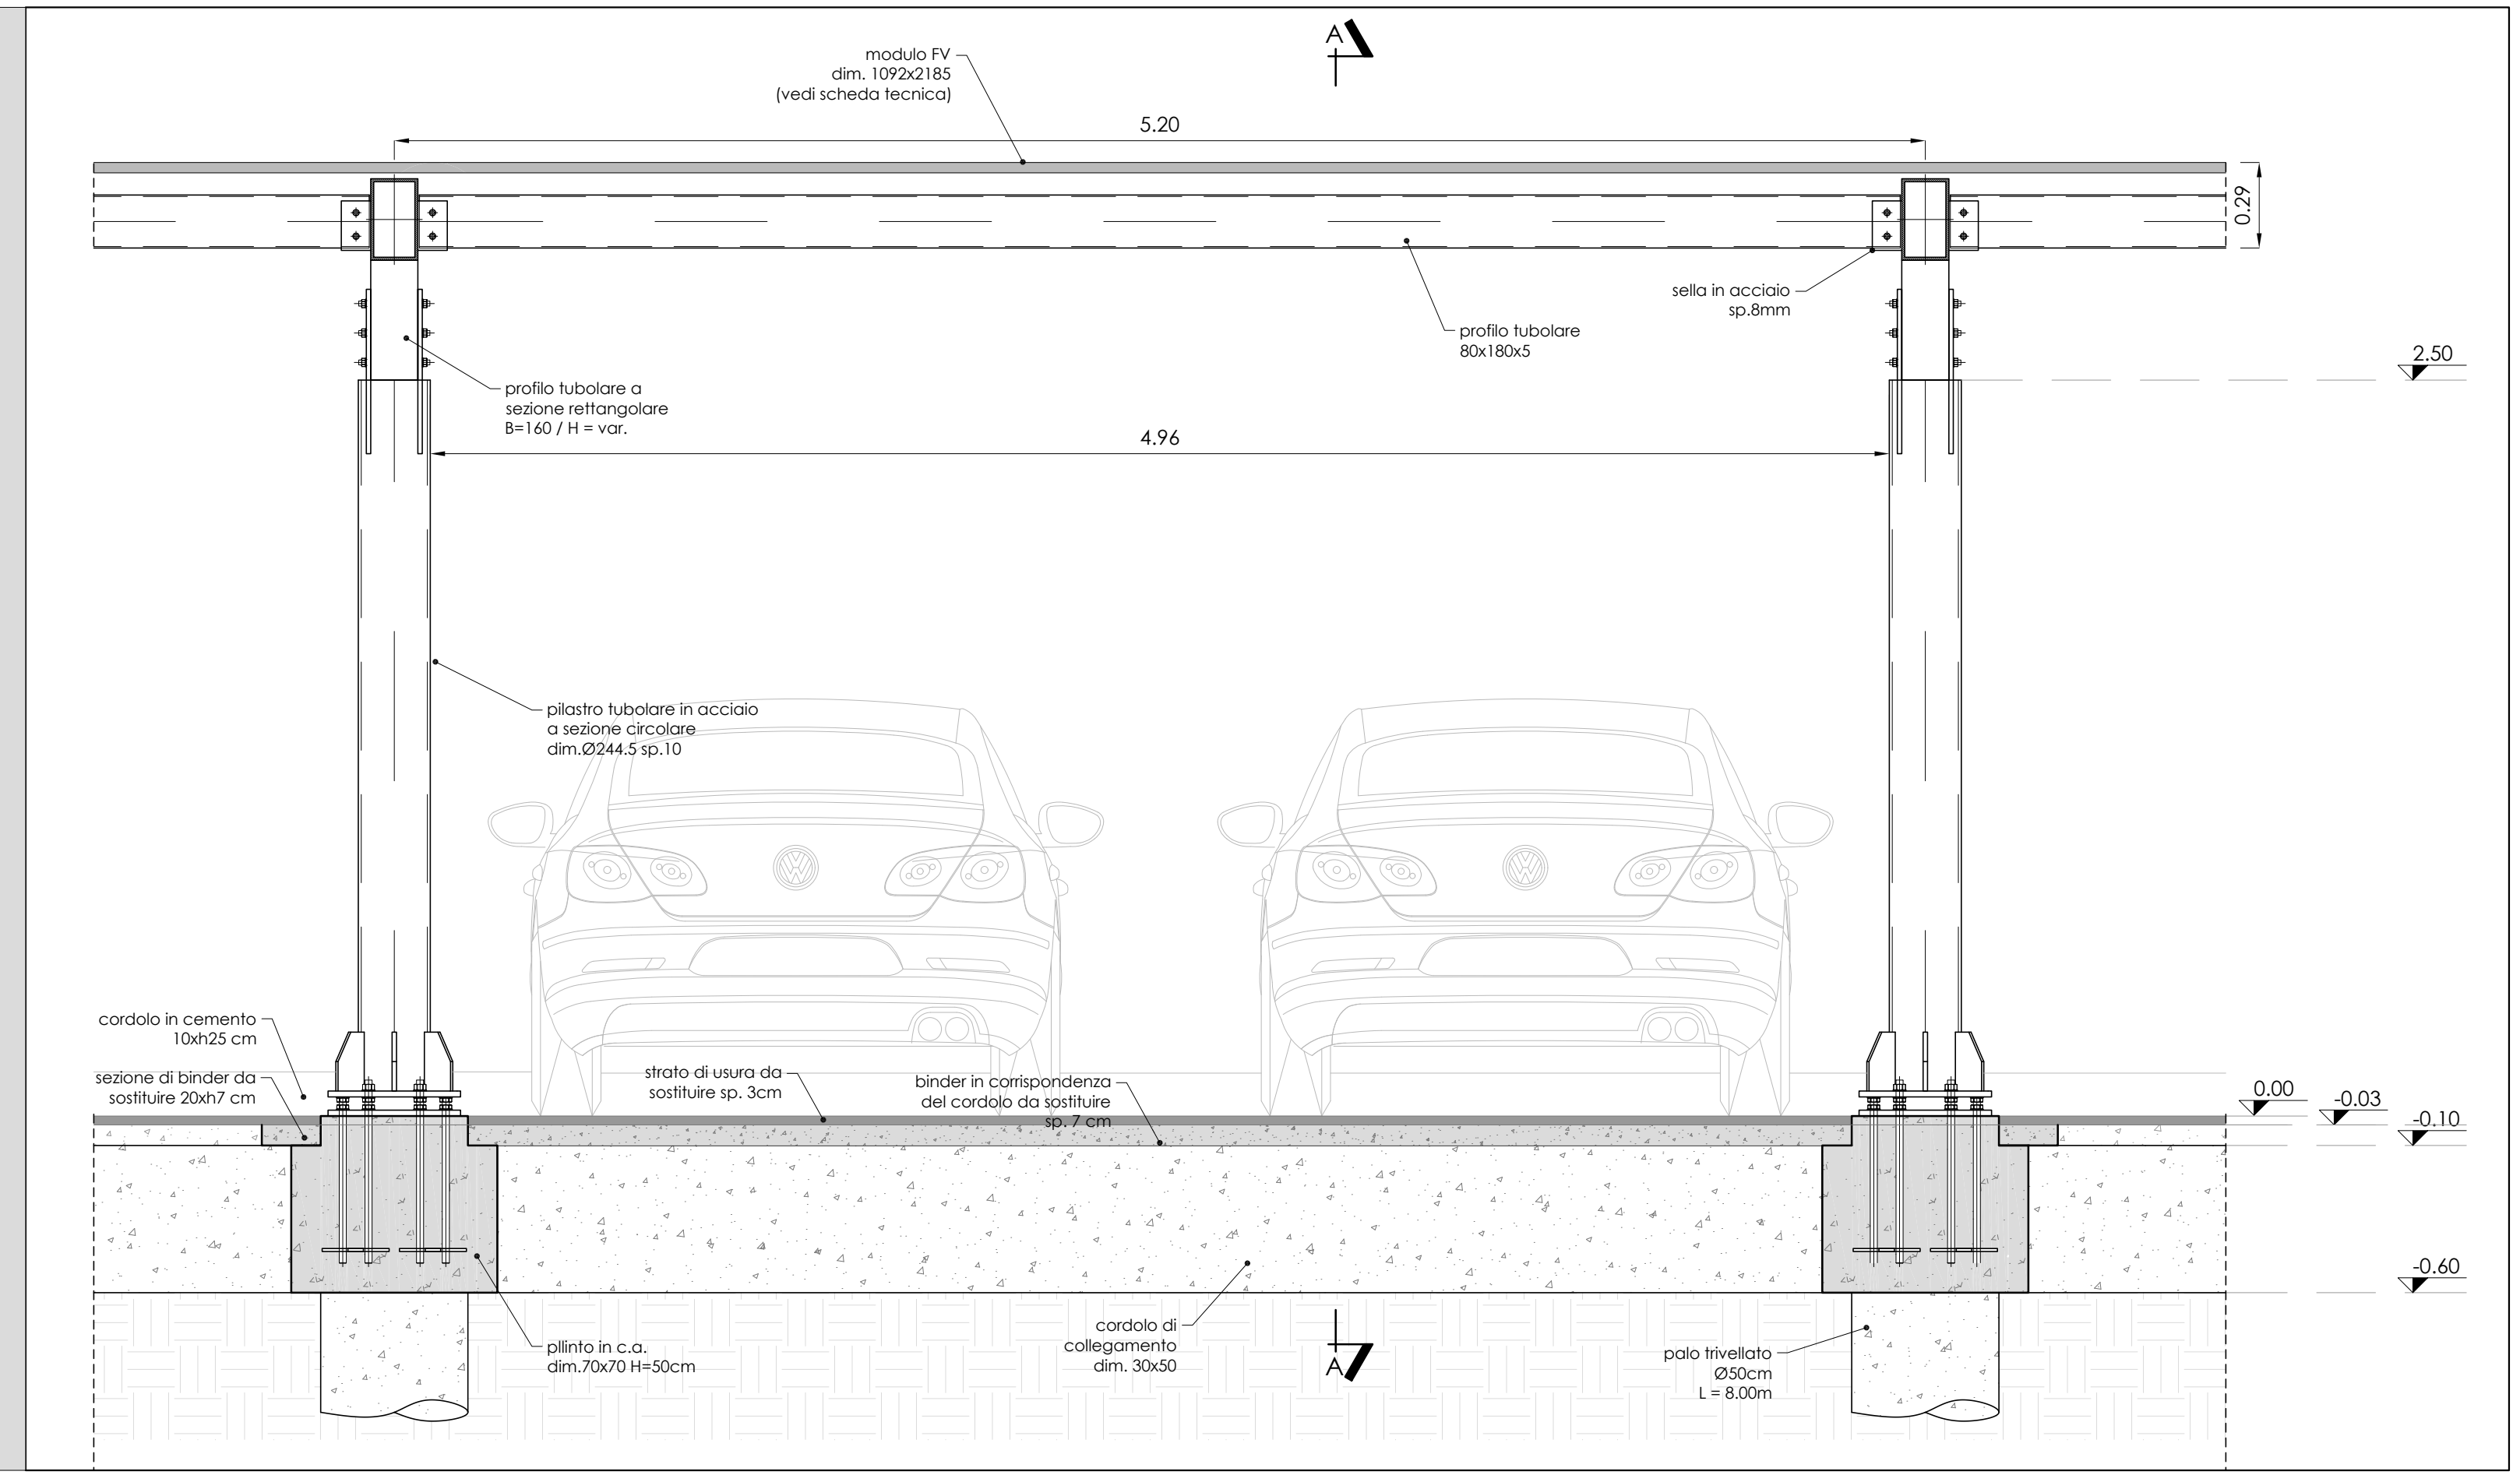 A
modulo FV
dim. 1092x2185
(vedi scheda tecnica)
5.20
0.29
sella in acciaio
sp.8mm
profilo tubolare
80x180x5
2.50
profilo tubolare a
sezione rettangolare
B=160 / H = var.
4.96
pilastro tubolare in acciaio
a sezione circolare
dim.Ø244.5 sp.10
cordolo in cemento
10xh25 cm
sezione di binder da
sostituire 20xh7 cm
strato di usura da
sostituire sp. 3cm
binder in corrispondenza
del cordolo da sostituire
sp. 7 cm
0.00
-0.03
-0.10
-0.60
pllinto in c.a.
dim.70x70 H=50cm
cordolo di
collegamento
dim. 30x50
A
palo trivellato
Ø50cm
L = 8.00m